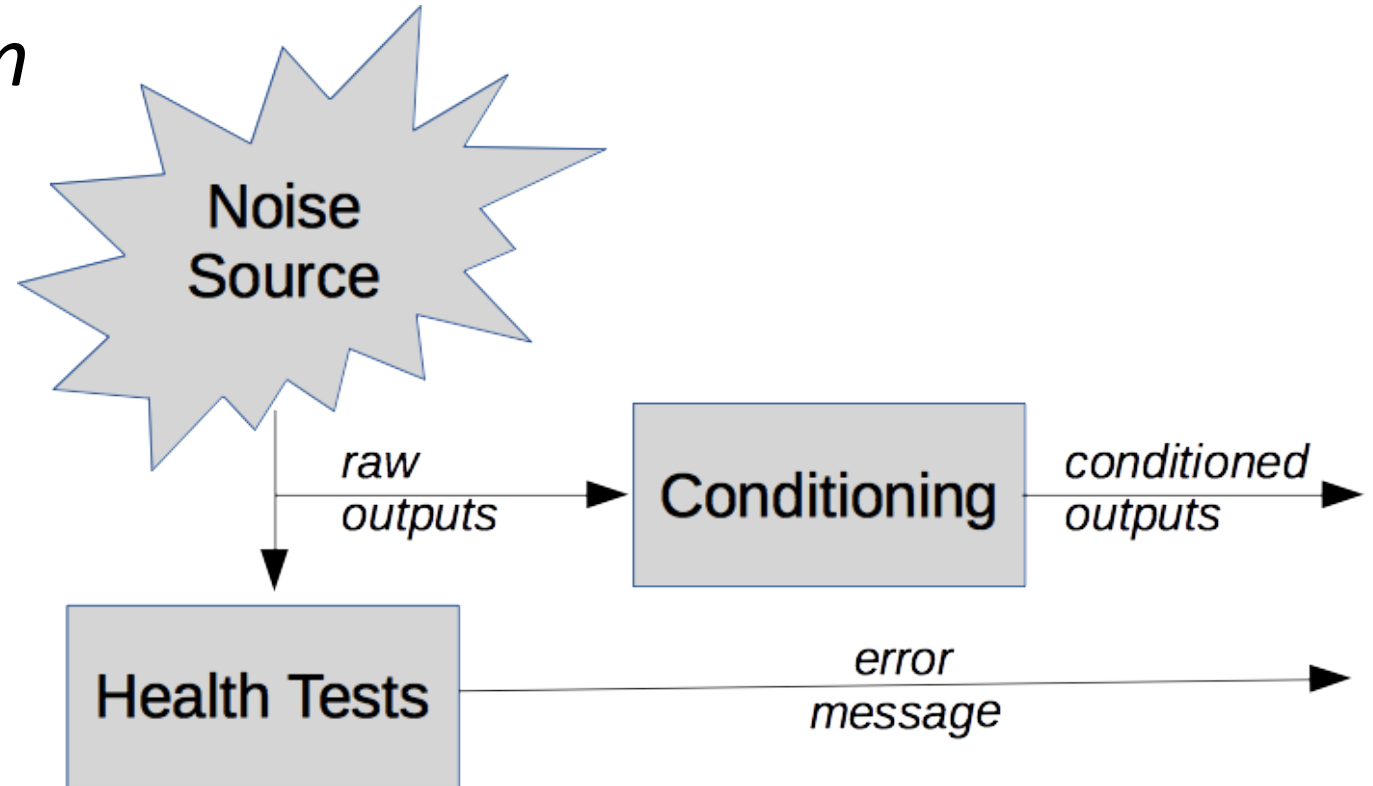 n
Noise
Source
raw
outputs
Conditioning
conditioned
outputs
Health Tests
error
message